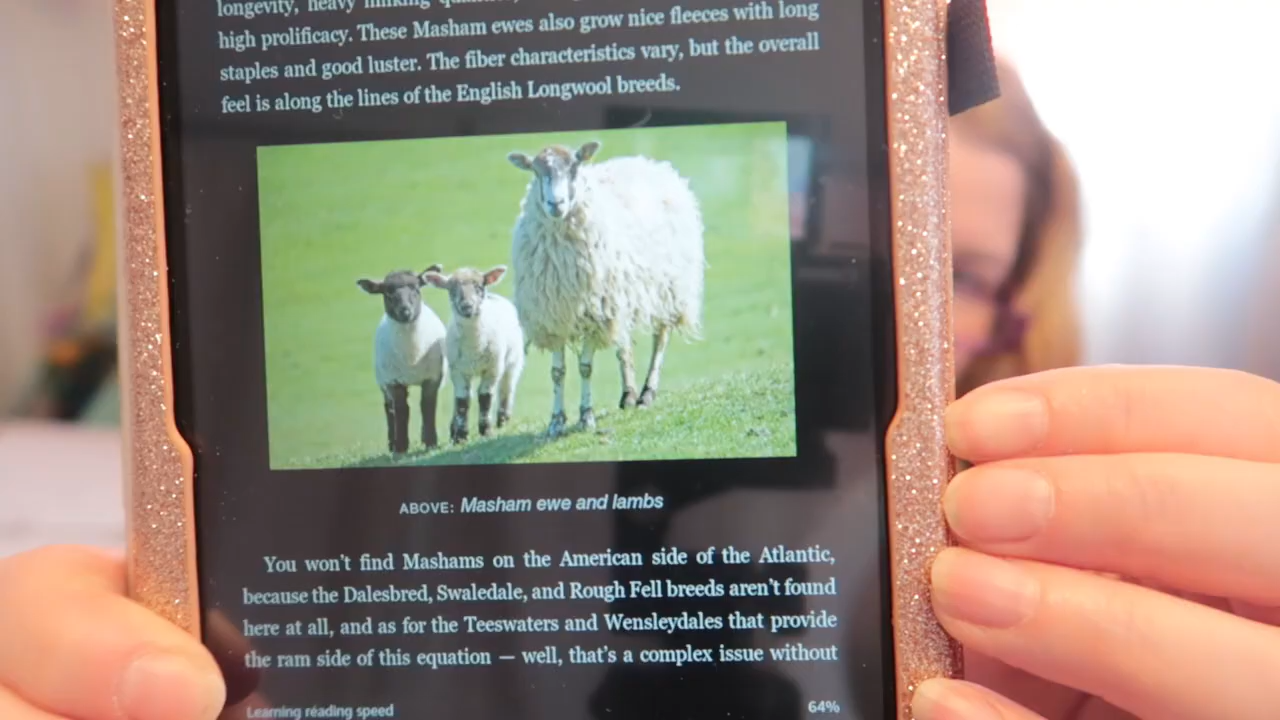 longevity, heavy milking
high prolificacy. These Masham ewes also grow nice fleeces with long
staples and good luster. The fiber characteristics vary, but the overall
feel is along the lines of the English Longwool breeds.
ABOVE: Masham ewe and lambs
You won't find Mashams on the American side of the Atlantic,
because the Dalesbred, Swaledale, and Rough Fell breeds aren't found
here at all, and as for the Teeswaters and Wensleydales that provide
the ram side of this equation — well, that's a complex issue without
Learning reading speed
64%